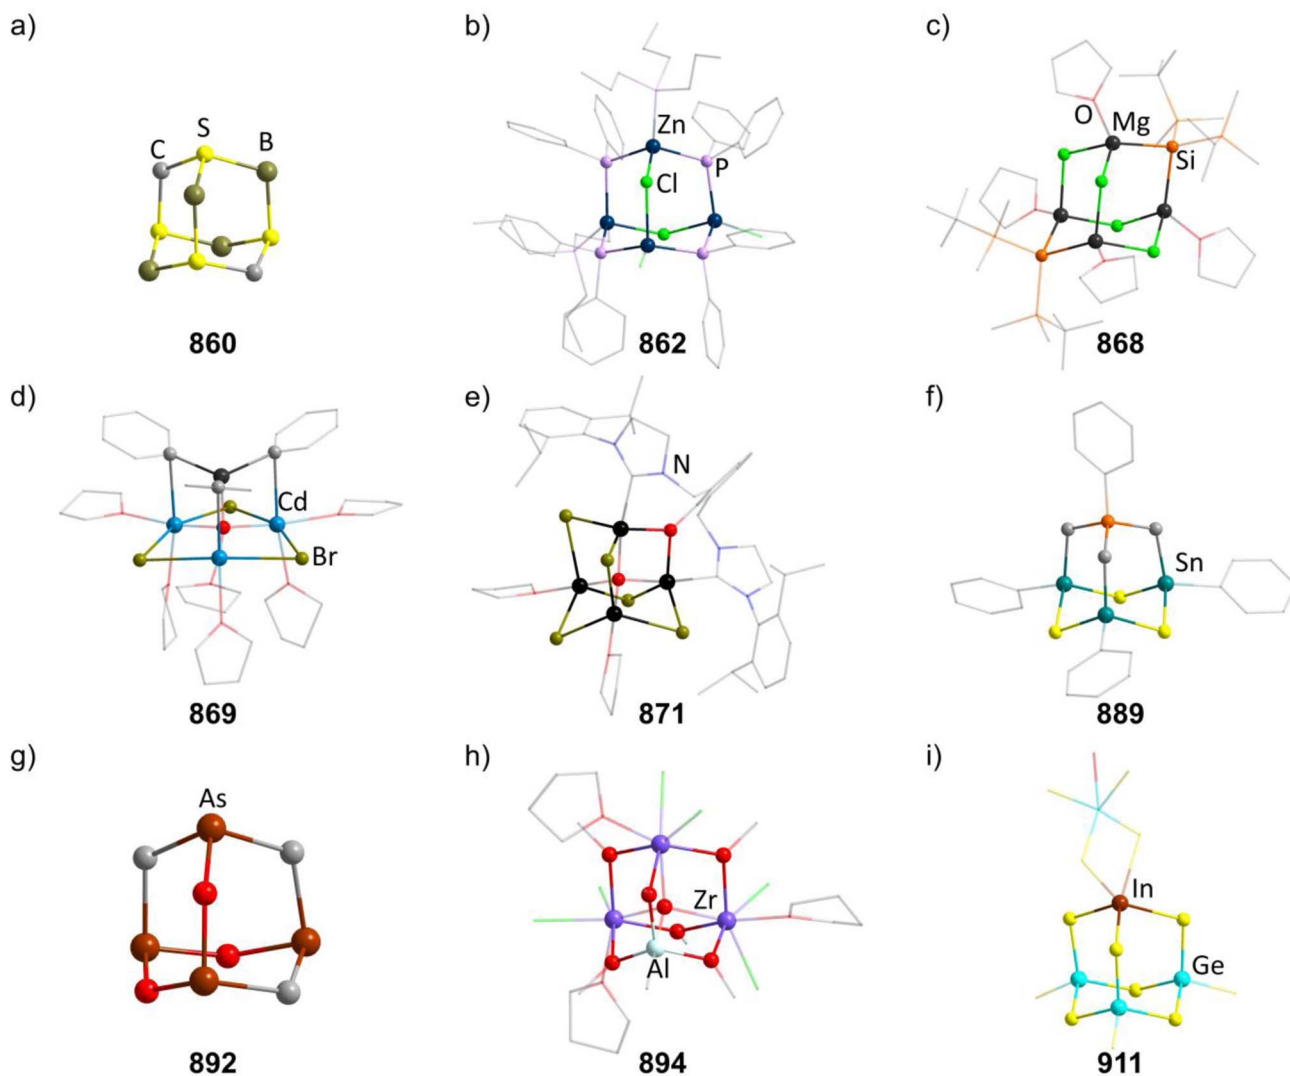 a) b) c)
C S B
Zn
P
Cl
O Mg
Si
860 862 868
d) e) f)
N
Cd
Br
Sn
869 871 889
g) h) i)
As
Zr
Al
In
Ge
892 894 911